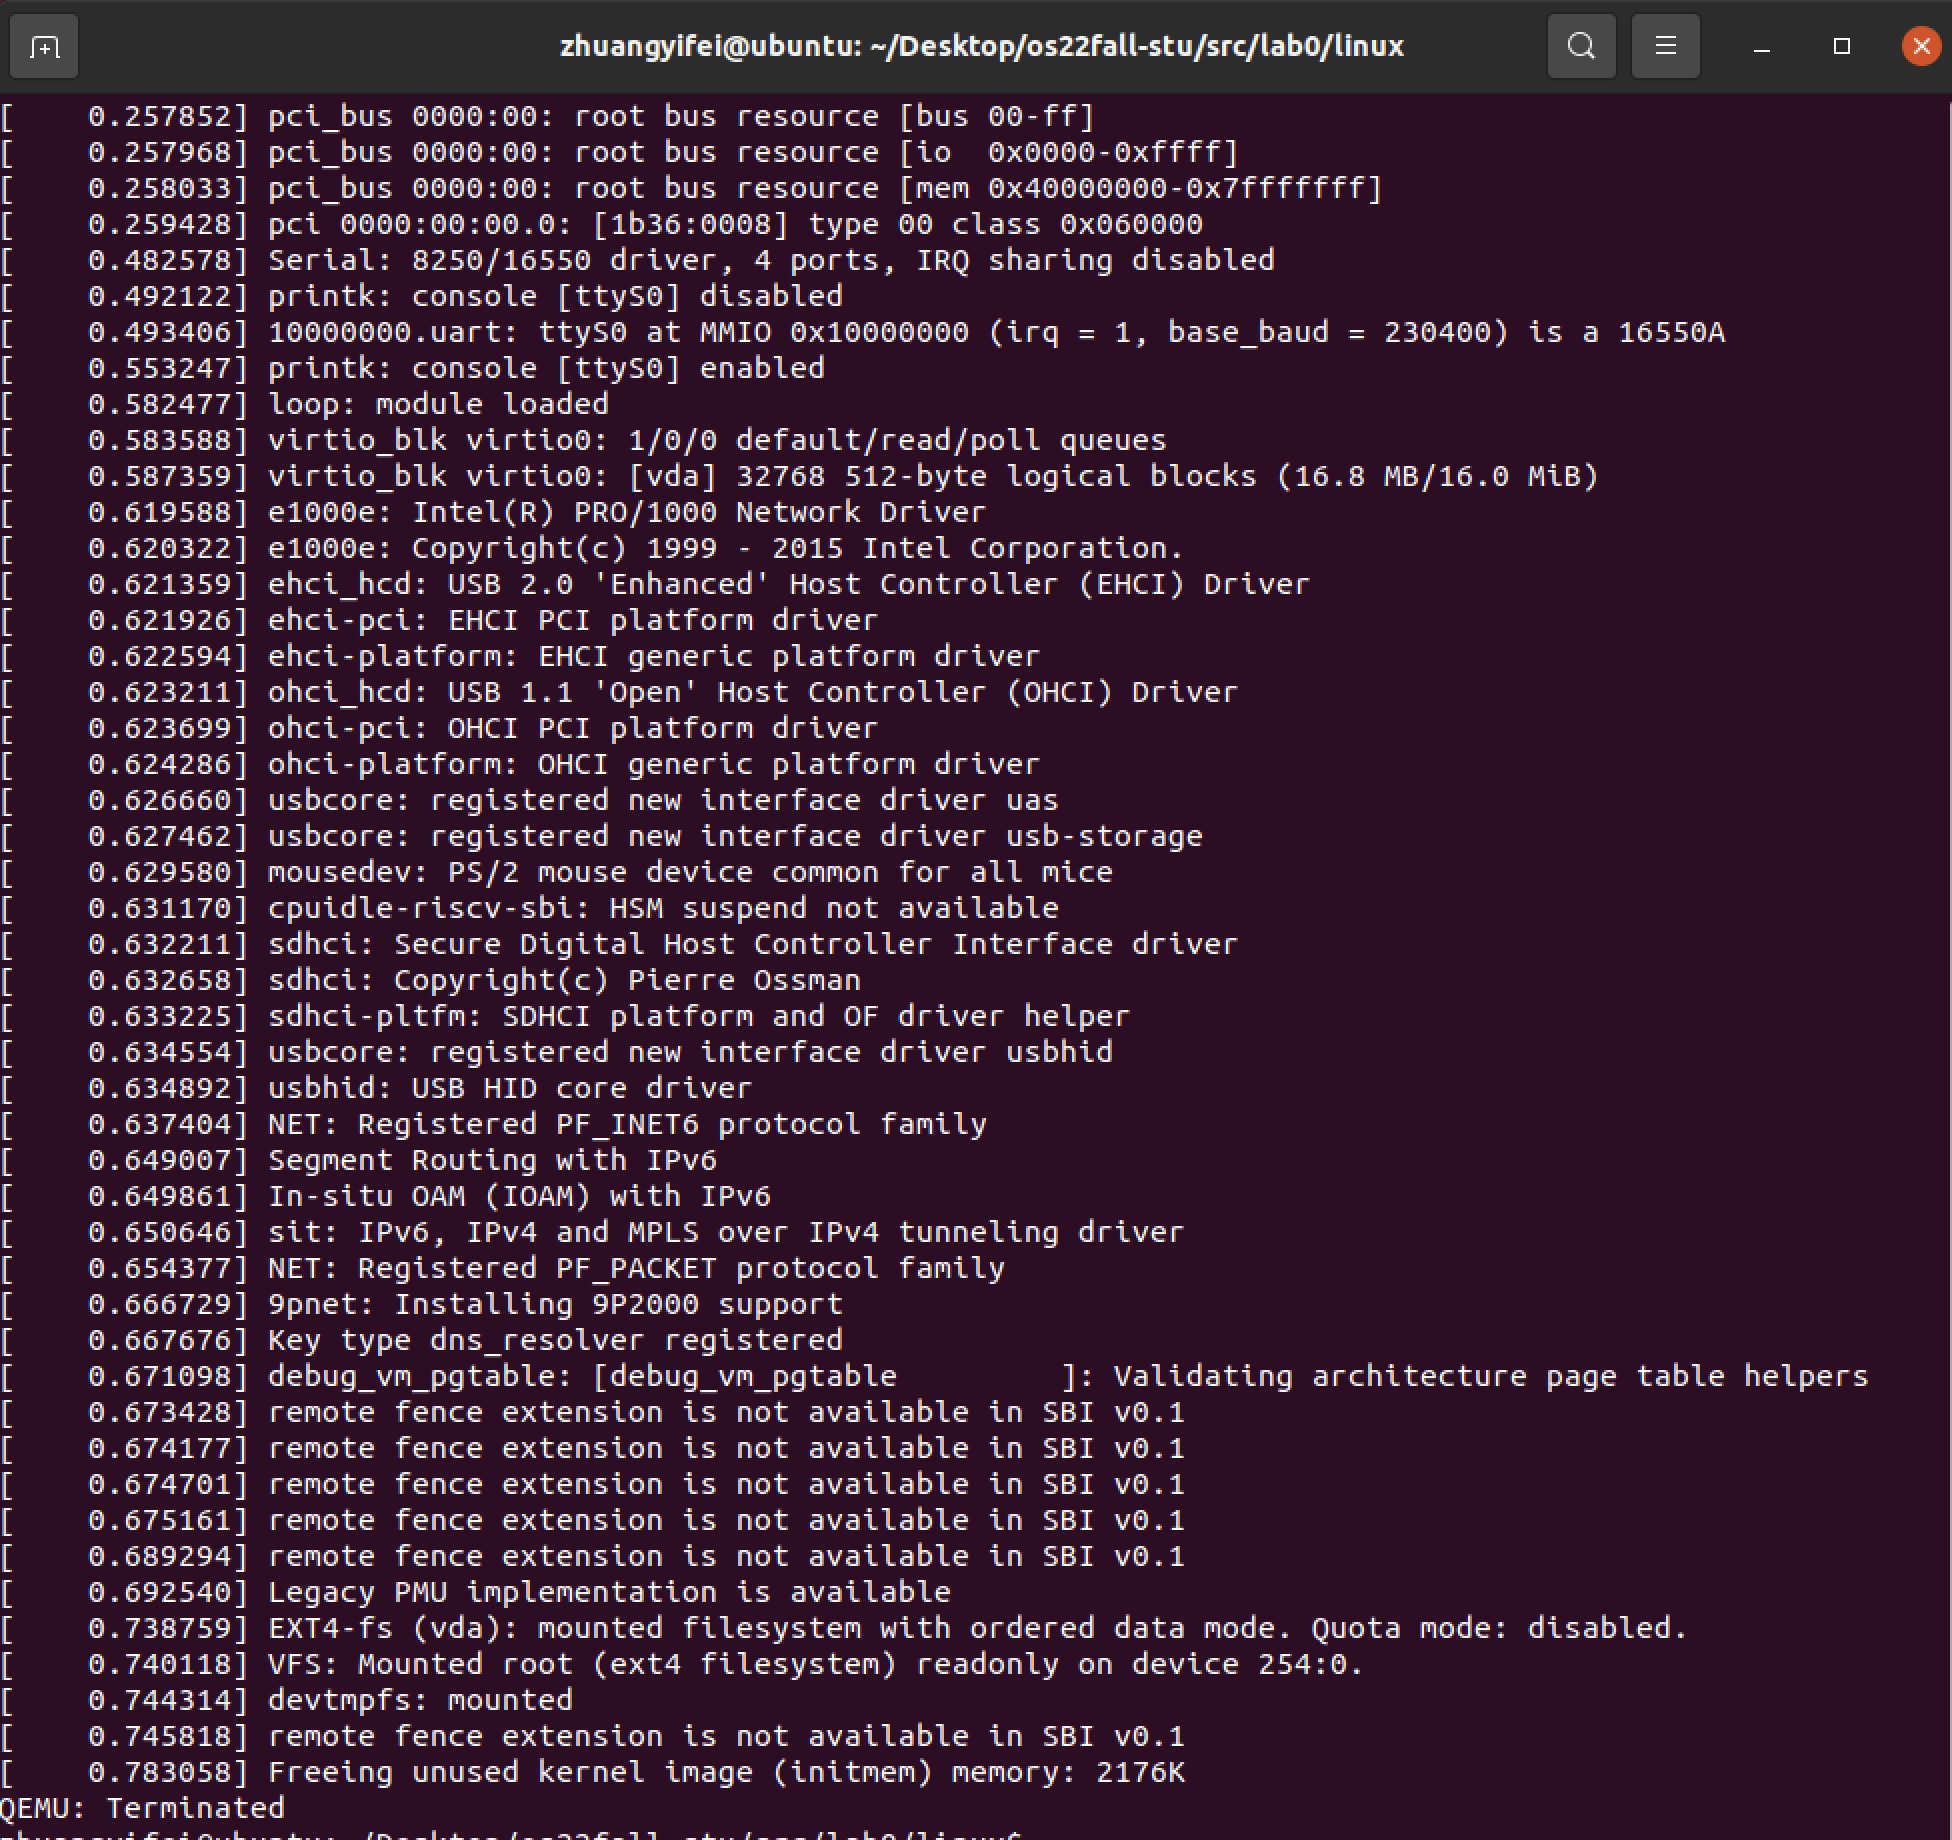 zhuangyifei@ubuntu: ~/Desktop/os22fall-stu/src/lab0/linux
[    0.257852] pci_bus 0000:00: root bus resource [bus 00-ff]
[    0.257968] pci_bus 0000:00: root bus resource [io  0x0000-0xffff]
[    0.258033] pci_bus 0000:00: root bus resource [mem 0x40000000-0x7fffffff]
[    0.259428] pci 0000:00:00.0: [1b36:0008] type 00 class 0x060000
[    0.482578] Serial: 8250/16550 driver, 4 ports, IRQ sharing disabled
[    0.492122] printk: console [ttyS0] disabled
[    0.493406] 10000000.uart: ttyS0 at MMIO 0x10000000 (irq = 1, base_baud = 230400) is a 16550A
[    0.553247] printk: console [ttyS0] enabled
[    0.582477] loop: module loaded
[    0.583588] virtio_blk virtio0: 1/0/0 default/read/poll queues
[    0.587359] virtio_blk virtio0: [vda] 32768 512-byte logical blocks (16.8 MB/16.0 MiB)
[    0.619588] e1000e: Intel(R) PRO/1000 Network Driver
[    0.620322] e1000e: Copyright(c) 1999 - 2015 Intel Corporation.
[    0.621359] ehci_hcd: USB 2.0 'Enhanced' Host Controller (EHCI) Driver
[    0.621926] ehci-pci: EHCI PCI platform driver
[    0.622594] ehci-platform: EHCI generic platform driver
[    0.623211] ohci_hcd: USB 1.1 'Open' Host Controller (OHCI) Driver
[    0.623699] ohci-pci: OHCI PCI platform driver
[    0.624286] ohci-platform: OHCI generic platform driver
[    0.626660] usbcore: registered new interface driver uas
[    0.627462] usbcore: registered new interface driver usb-storage
[    0.629580] mousedev: PS/2 mouse device common for all mice
[    0.631170] cpuidle-riscv-sbi: HSM suspend not available
[    0.632211] sdhci: Secure Digital Host Controller Interface driver
[    0.632658] sdhci: Copyright(c) Pierre Ossman
[    0.633225] sdhci-pltfm: SDHCI platform and OF driver helper
[    0.634554] usbcore: registered new interface driver usbhid
[    0.634892] usbhid: USB HID core driver
[    0.637404] NET: Registered PF_INET6 protocol family
[    0.649007] Segment Routing with IPv6
[    0.649861] In-situ OAM (IOAM) with IPv6
[    0.650646] sit: IPv6, IPv4 and MPLS over IPv4 tunneling driver
[    0.654377] NET: Registered PF_PACKET protocol family
[    0.666729] 9pnet: Installing 9P2000 support
[    0.667676] Key type dns_resolver registered
[    0.671098] debug_vm_pgtable: [debug_vm_pgtable         ]: Validating architecture page table helpers
[    0.673428] remote fence extension is not available in SBI v0.1
[    0.674177] remote fence extension is not available in SBI v0.1
[    0.674701] remote fence extension is not available in SBI v0.1
[    0.675161] remote fence extension is not available in SBI v0.1
[    0.689294] remote fence extension is not available in SBI v0.1
[    0.692540] Legacy PMU implementation is available
[    0.738759] EXT4-fs (vda): mounted filesystem with ordered data mode. Quota mode: disabled.
[    0.740118] VFS: Mounted root (ext4 filesystem) readonly on device 254:0.
[    0.744314] devtmpfs: mounted
[    0.745818] remote fence extension is not available in SBI v0.1
[    0.783058] Freeing unused kernel image (initmem) memory: 2176K
QEMU: Terminated